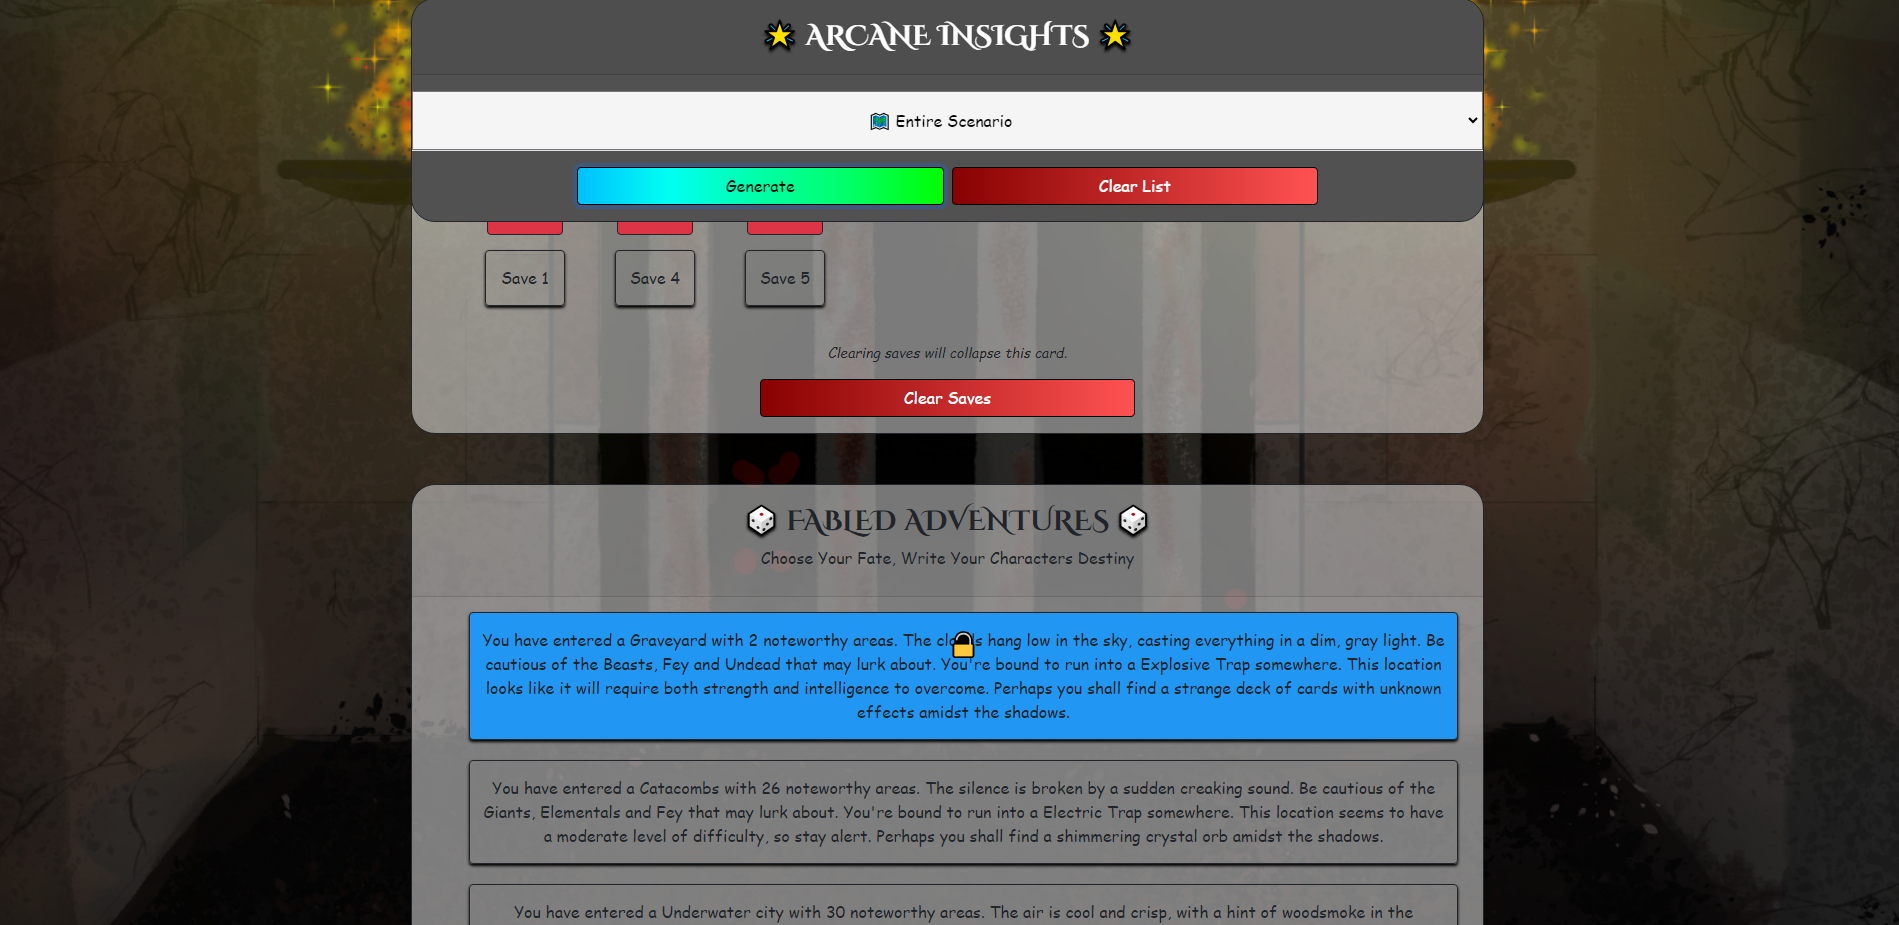 ARCANE INSIGHTS
Entire Scenario
Generate
Clear List
Save 1
Save 4
Save 5
Clearing saves will collapse this card.
Clear Saves
FABLED ADVENTURES
Choose Your Fate, Write Your Characters Destiny
You have entered a Graveyard with 2 noteworthy areas. The hang low in the sky, casting everything in a dim, gray light. Be
cautious of the Beasts, Fey and Undead that may lurk about. You're bound to run into a Explosive Trap somewhere. This location
looks like it will require both strength and intelligence to overcome. Perhaps you shall find a strange deck of cards with unknown
effects amidst the shadows.
You have entered a Catacombs with 26 noteworthy areas. The silence is broken by a sudden creaking sound. Be cautious of the
Giants, Elementals and Fey that may lurk about. You're bound to run into a Electric Trap somewhere. This location seems to have
a moderate level of difficulty, so stay alert. Perhaps you shall find a shimmering crystal orb amidst the shadows.
You have entered a Underwater city with 30 noteworthy areas. The air is cool and crisp, with a hint of woodsmoke in the